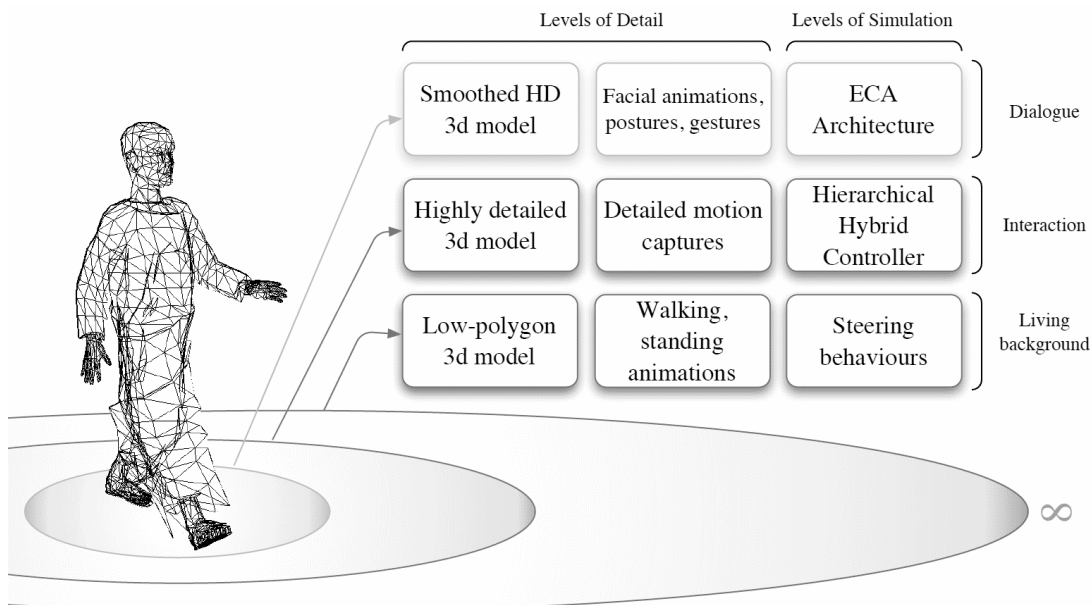 Levels of Detail
Levels of Simulation
Smoothed HD
3d model
Facial animations,
postures, gestures
ECA
Architecture
Dialogue
Highly detailed
3d model
Detailed motion
captures
Hierarchical
Hybrid
Controller
Interaction
Low-polygon
3d model
Walking,
standing
animations
Steering
behaviours
Living
background
∞